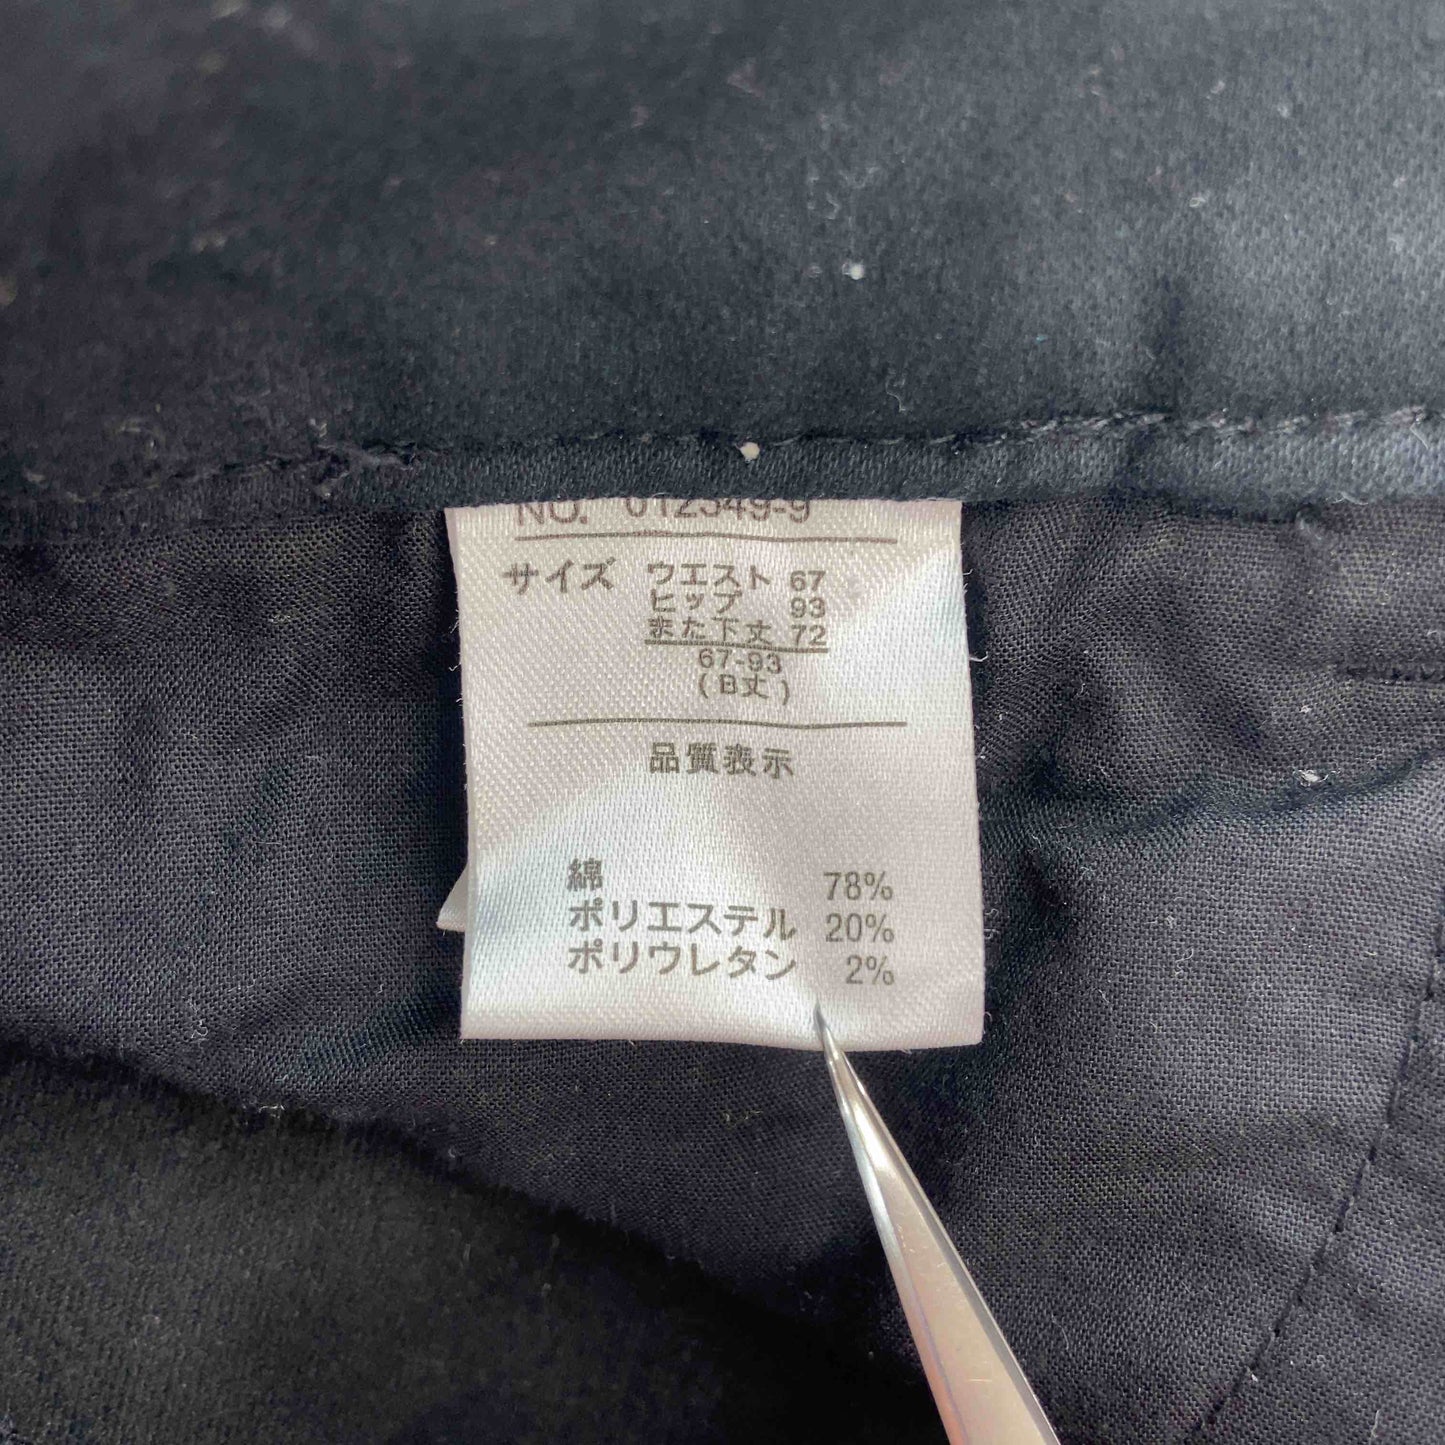 NO. 012349-9
サイズ ウエスト 67
ヒップ 93
また下丈 72
67-93
(B丈)
品質表示
綿 78%
ポリエステル 20%
ポリウレタン 2%